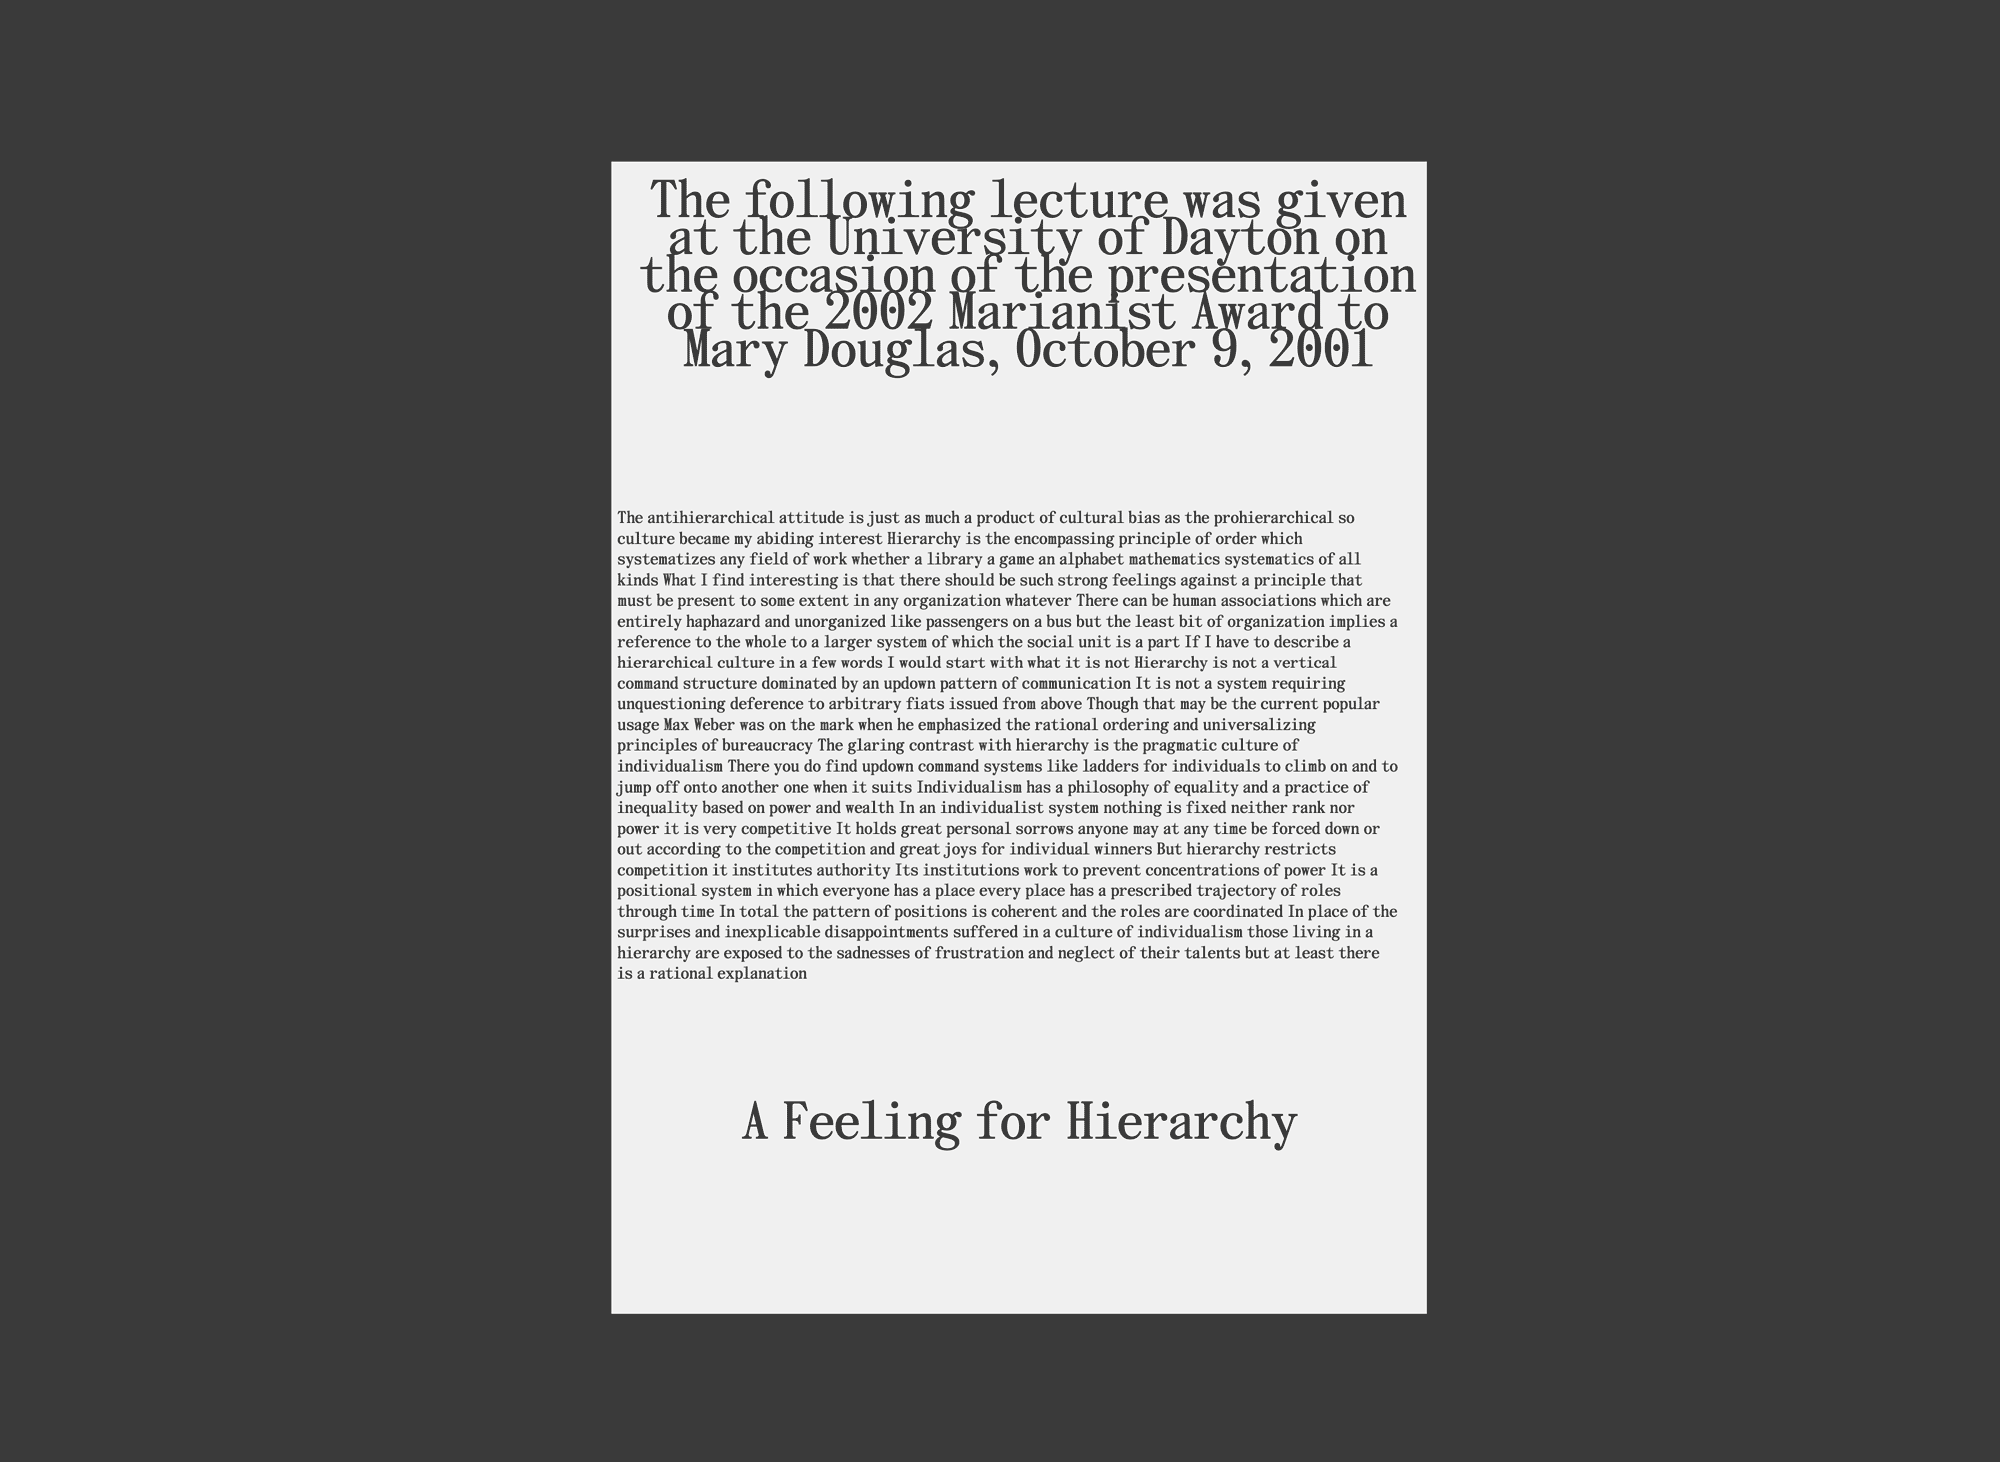 The following lecture was given
at the University of Dayton on
the occasion of the presentation
of the 2002 Marianist Award to
Mary Douglas, October 9, 2001
The antihierarchical attitude is just as much a product of cultural bias as the prohierarchical so
culture became my abiding interest Hierarchy is the encompassing principle of order which
systematizes any field of work whether a library a game an alphabet mathematics systematics of all
kinds What I find interesting is that there should be such strong feelings against a principle that
must be present to some extent in any organization whatever There can be human associations which are
entirely haphazard and unorganized like passengers on a bus but the least bit of organization implies a
reference to the whole to a larger system of which the social unit is a part If I have to describe a
hierarchical culture in a few words I would start with what it is not Hierarchy is not a vertical
command structure dominated by an updown pattern of communication It is not a system requiring
unquestioning deference to arbitrary fiats issued from above Though that may be the current popular
usage Max Weber was on the mark when he emphasized the rational ordering and universalizing
principles of bureaucracy The glaring contrast with hierarchy is the pragmatic culture of
individualism There you do find updown command systems like ladders for individuals to climb on and to
jump off onto another one when it suits Individualism has a philosophy of equality and a practice of
inequality based on power and wealth In an individualist system nothing is fixed neither rank nor
power it is very competitive It holds great personal sorrows anyone may at any time be forced down or
out according to the competition and great joys for individual winners But hierarchy restricts
competition it institutes authority Its institutions work to prevent concentrations of power It is a
positional system in which everyone has a place every place has a prescribed trajectory of roles
through time In total the pattern of positions is coherent and the roles are coordinated In place of the
surprises and inexplicable disappointments suffered in a culture of individualism those living in a
hierarchy are exposed to the sadnesses of frustration and neglect of their talents but at least there
is a rational explanation
A Feeling for Hierarchy